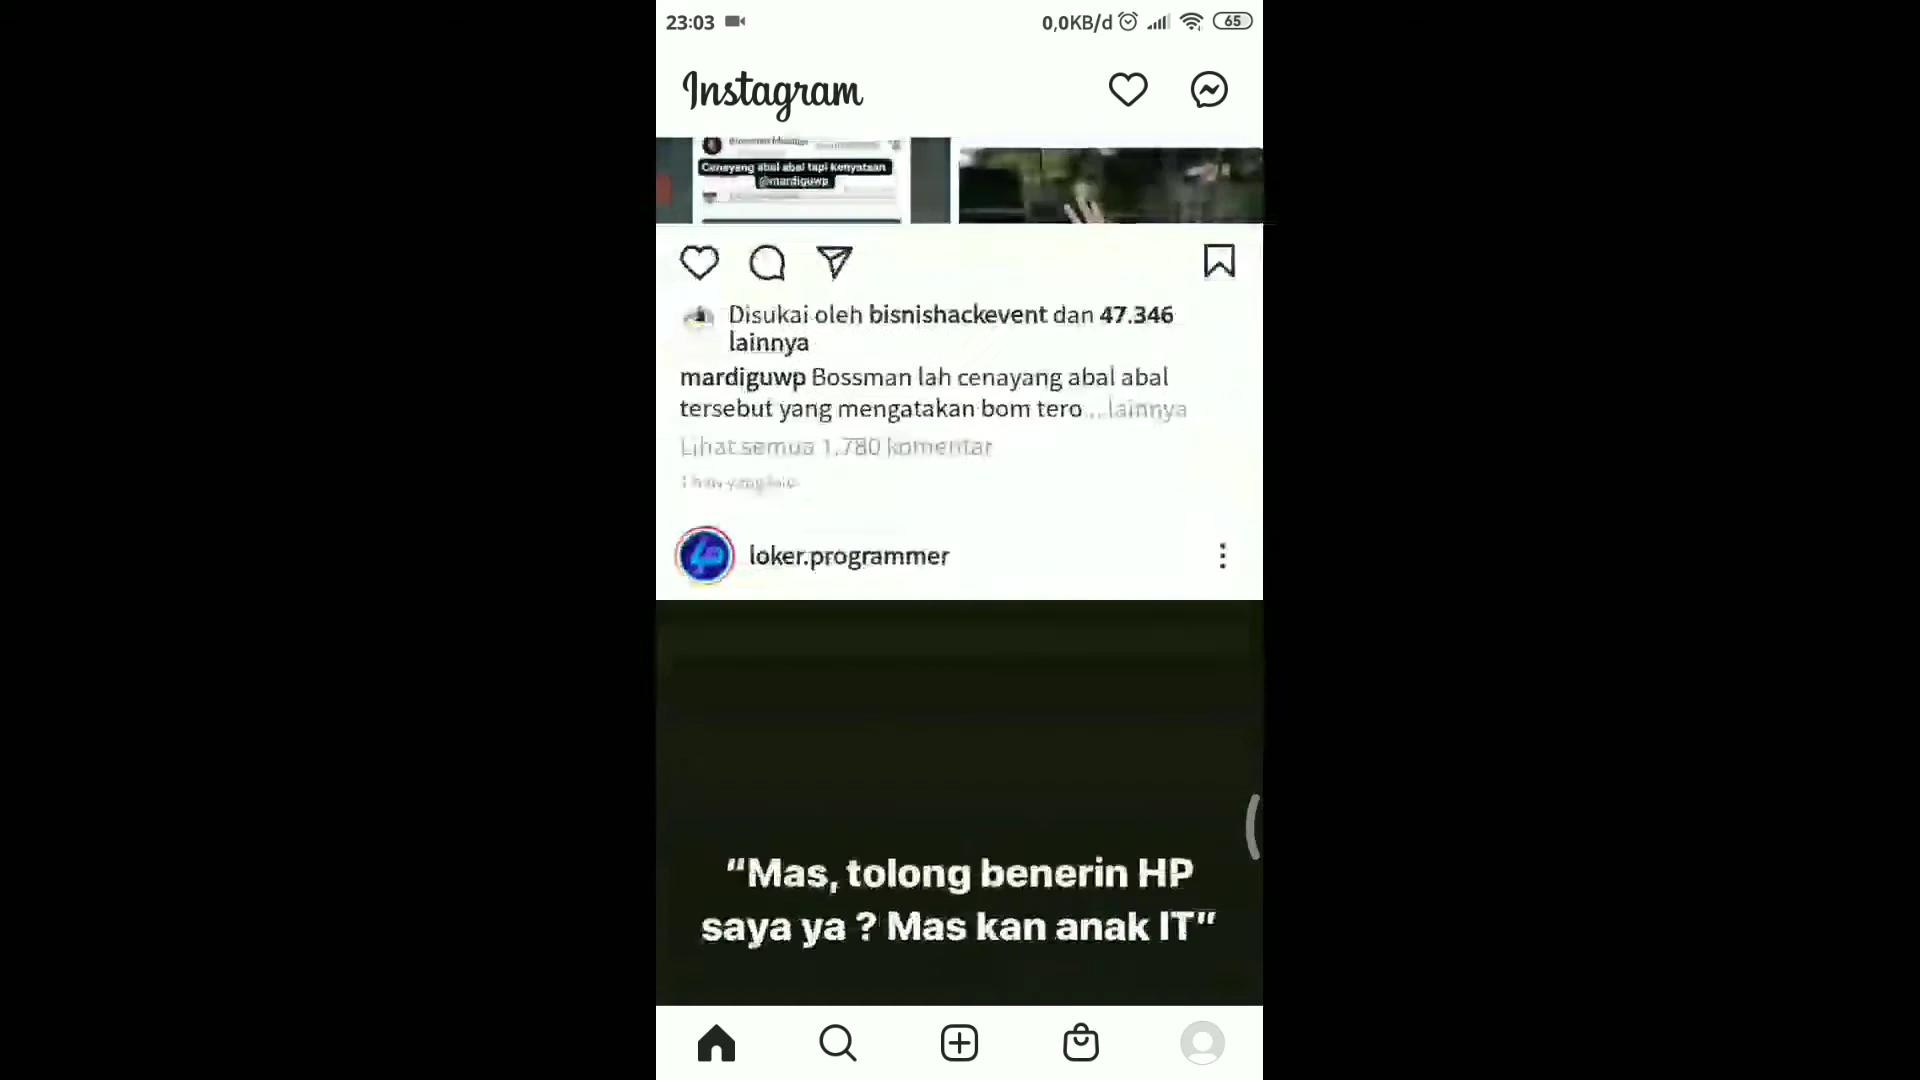 23:03
0,0KB/d
65
Instagram
Cenayang abal abal tapi kenyataan
@mardiguwp
Disukai oleh bisnishackevent dan 47.346
lainnya
mardiguwp Bossman lah cenayang abal abal
tersebut yang mengatakan bom tero... lainnya
Lihat semua 1.780 komentar
loker.programmer
“Mas, tolong benerin HP
saya ya ? Mas kan anak IT”